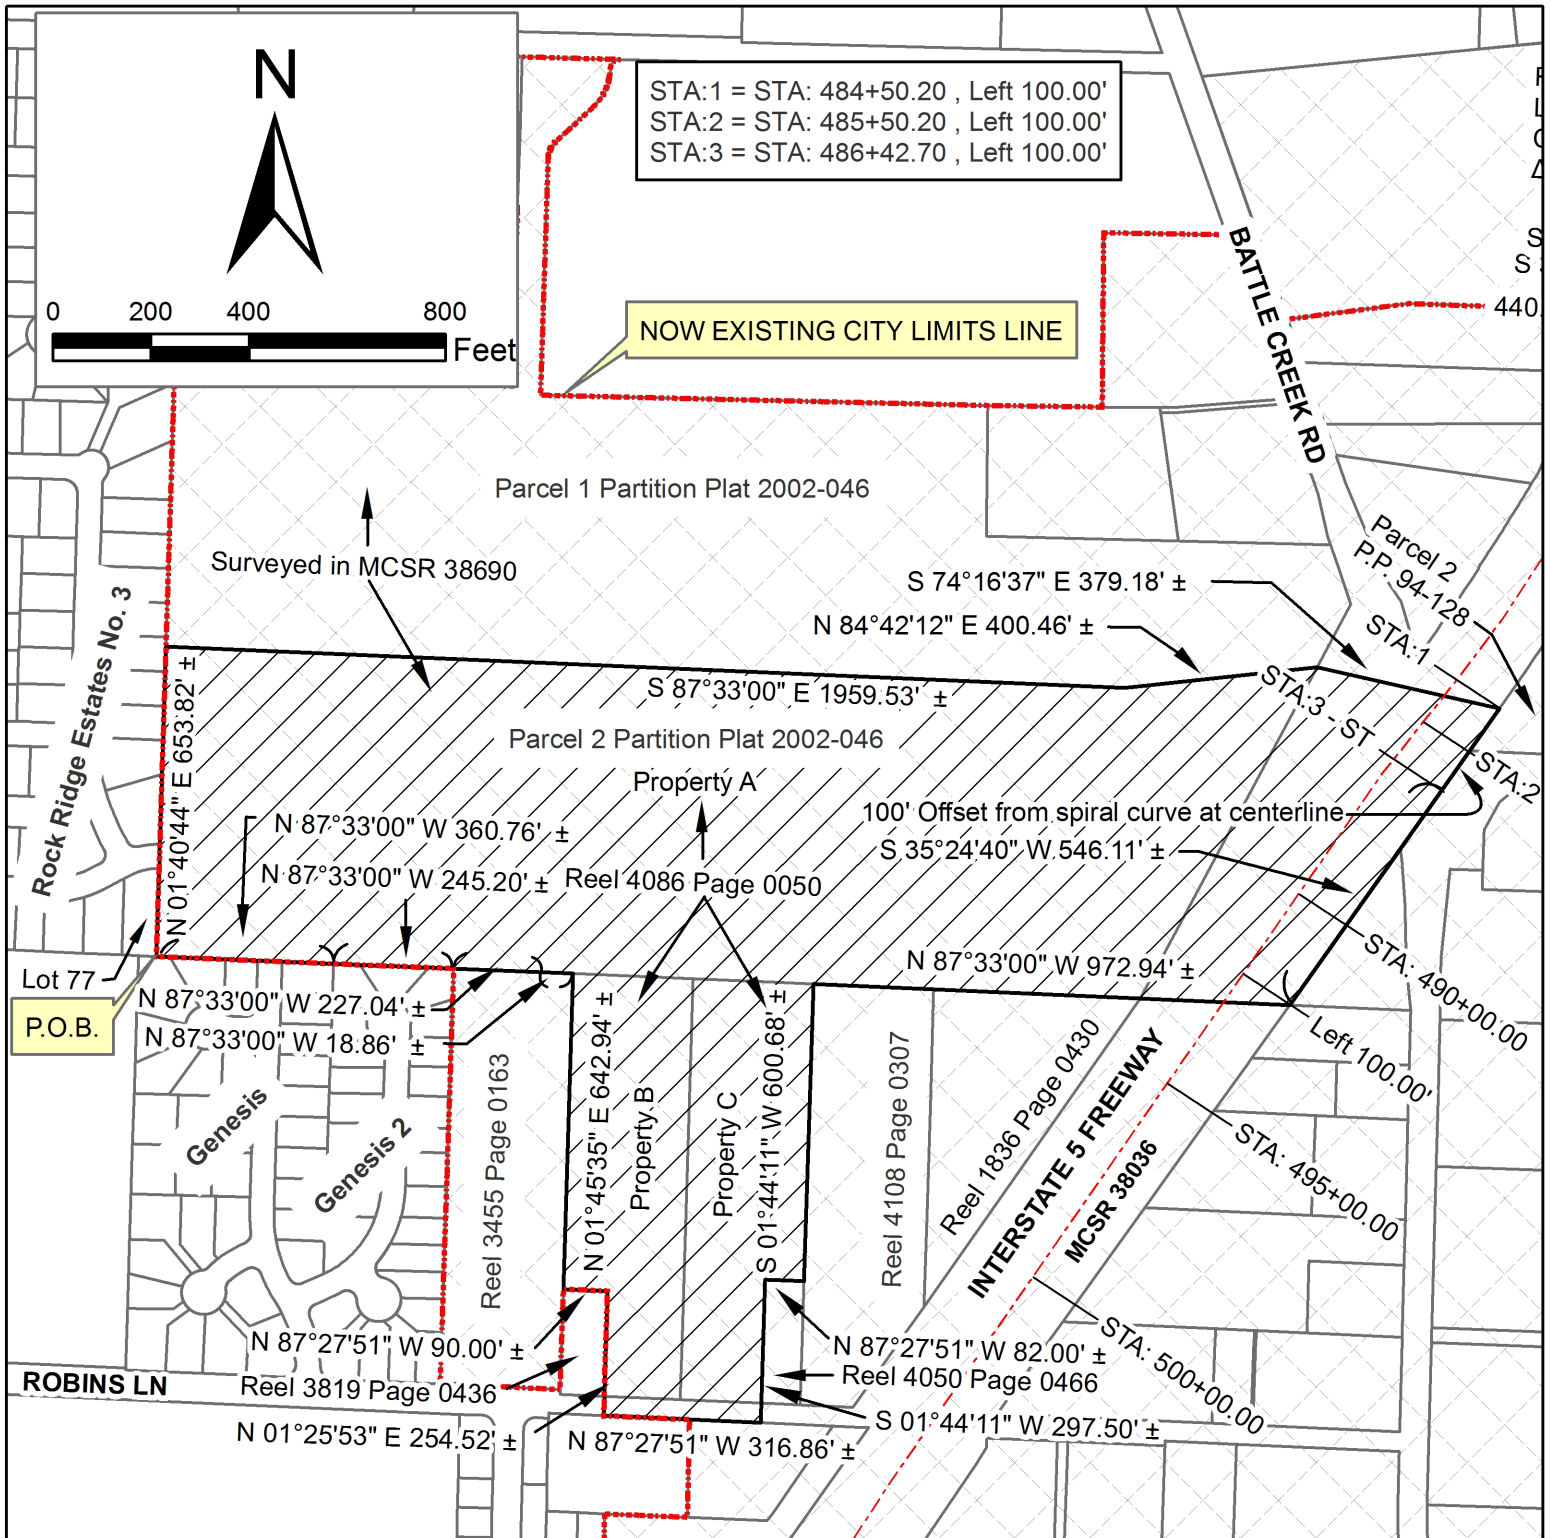 N
0 200 400 800
Feet
STA:1 = STA: 484+50.20 , Left 100.00'
STA:2 = STA: 485+50.20 , Left 100.00'
STA:3 = STA: 486+42.70 , Left 100.00'
NOW EXISTING CITY LIMITS LINE
BATTLE CREEK RD
S
S
440.
Parcel 1 Partition Plat 2002-046
Surveyed in MCSR 38690
Parcel 2
P.P. 94-128
S 74°16'37" E 379.18' ±
N 84°42'12" E 400.46' ±
STA:1
STA:3 - ST
STA:2
Rock Ridge Estates No. 3
N 01°40'44" E 653.82' ±
S 87°33'00" E 1959.53' ±
Parcel 2 Partition Plat 2002-046
Property A
100' Offset from spiral curve at centerline
N 87°33'00" W 360.76' ±
S 35°24'40" W 546.11' ±
N 87°33'00" W 245.20' ±
Reel 4086 Page 0050
N 87°33'00" W 972.94' ±
STA: 490+00.00
Left 100.00'
Lot 77
P.O.B.
N 87°33'00" W 227.04' ±
N 87°33'00" W 18.86' ±
Genesis
Genesis 2
Reel 3455 Page 0163
N 01°45'35" E 642.94' ±
Property B
Property C
S 01°44'11" W 600.68' ±
Reel 4108 Page 0307
Reel 1836 Page 0430
INTERSTATE 5 FREEWAY
MCSR 38036
STA: 495+00.00
STA: 500+00.00
N 87°27'51" W 90.00' ±
N 87°27'51" W 82.00' ±
ROBINS LN
Reel 3819 Page 0436
Reel 4050 Page 0466
N 01°25'53" E 254.52' ±
S 01°44'11" W 297.50' ±
N 87°27'51" W 316.86' ±